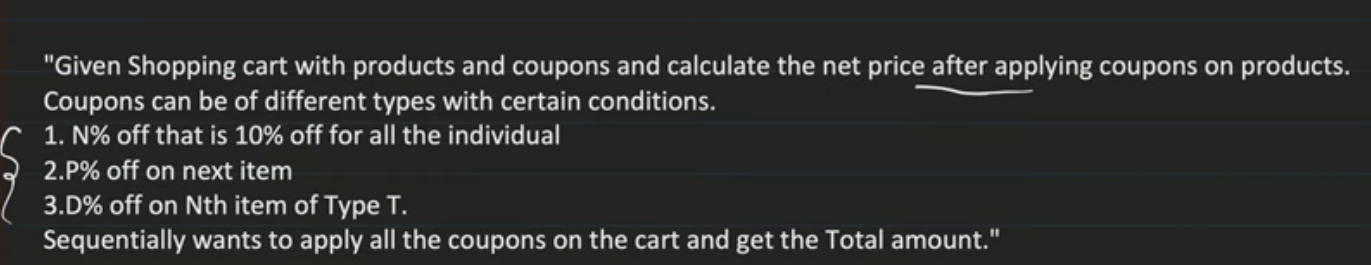 "Given Shopping cart with products and coupons and calculate the net price after applying coupons on products.
Coupons can be of different types with certain conditions.
1. N% off that is 10% off for all the individual
2.P% off on next item
3.D% off on Nth item of Type T.
Sequentially wants to apply all the coupons on the cart and get the Total amount."